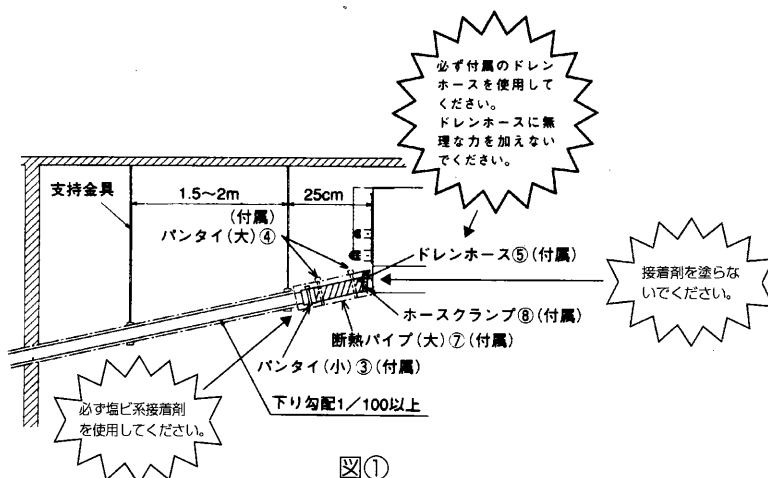 必ず付属のドレン
ホースを使用して
ください。
ドレンホースに無
理な力を加えない
でください。
支持金具
1.5〜2m
25cm
(付属)
バンタイ(大)④
ドレンホース⑤(付属)
接着剤を塗らな
いでください。
ホースクランプ⑧(付属)
断熱パイプ(大)⑦(付属)
バンタイ(小)③(付属)
必ず塩ビ系接着剤
を使用してください。
下り勾配1/100以上
図①